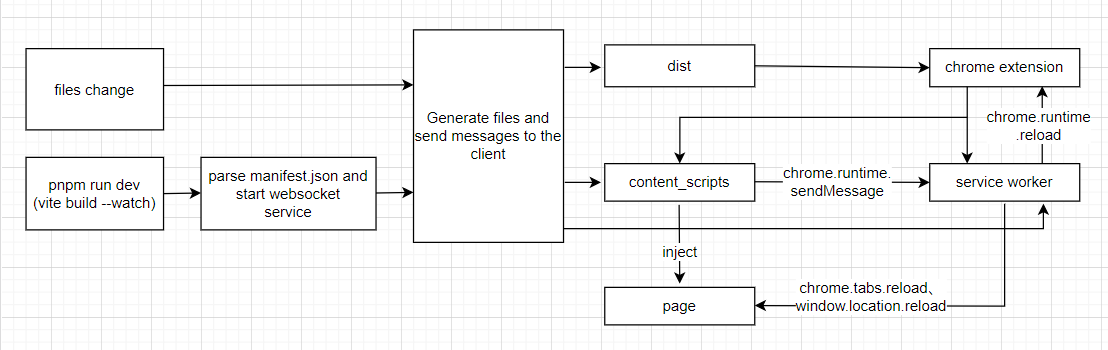 files change
pnpm run dev
(vite build --watch)
parse manifest.json and
start websocket
service
Generate files and
send messages to the
client
dist
chrome extension
chrome.runtime
.reload
content_scripts
chrome.runtime.
sendMessage
service worker
inject
page
chrome.tabs.reload、
window.location.reload